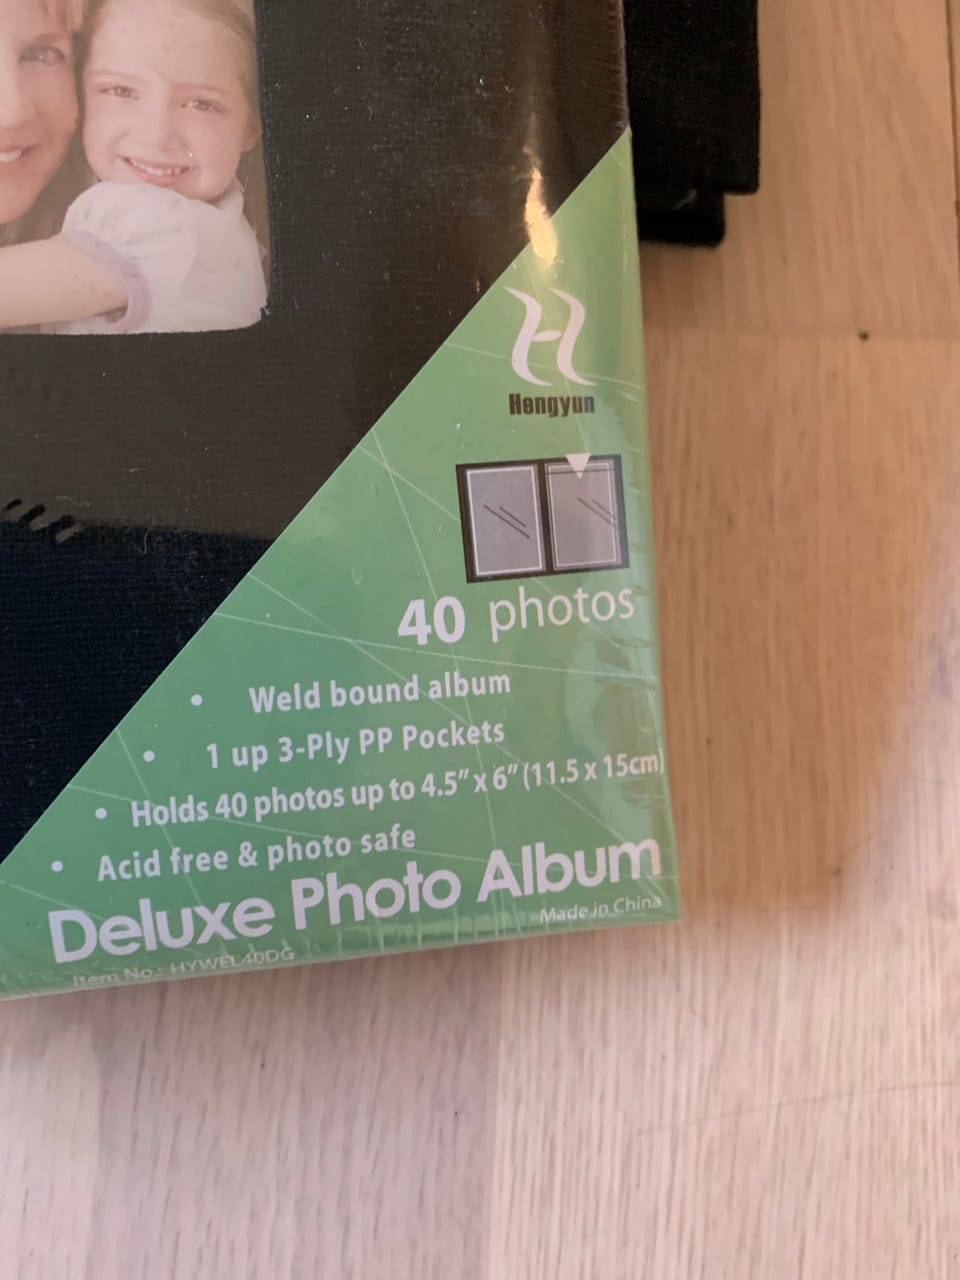 Hengyun
40 photos
• Weld bound album
• 1 up 3-Ply PP Pockets
• Holds 40 photos up to 4.5” x 6” (11.5 x 15cm)
• Acid free & photo safe
Deluxe Photo Album
Made in China
Item No.: HYWEL40DG